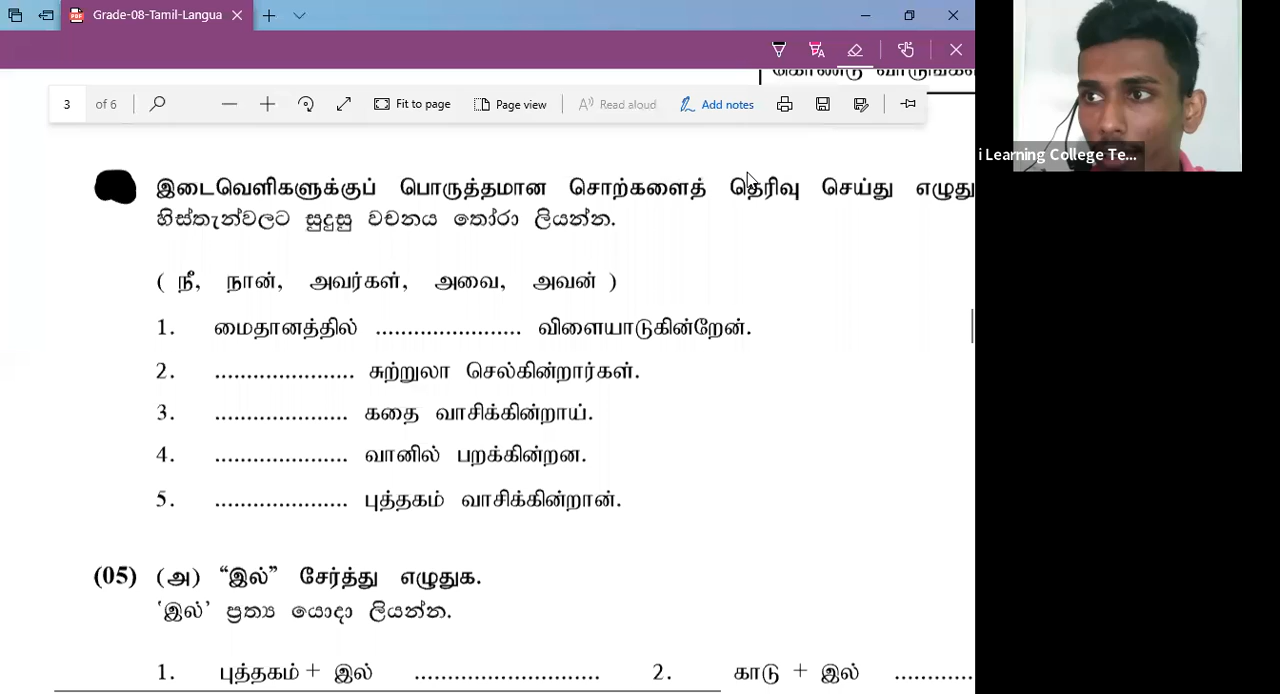 Grade-08-Tamil-Langua
கொண்டு வாருங்கள்
3 of 6 Fit to page Page view Read aloud Add notes
இடைவெளிகளுக்குப் பொருத்தமான சொற்களைத் தெரிவு செய்து எழுது
හිස්තැන්වලට සුදුසු වචනය තෝරා ලියන්න.
i Learning College Te...
( நீ, நான், அவர்கள், அவை, அவன் )
1. மைதானத்தில் ....................... விளையாடுகின்றேன்.
2. ...................... சுற்றுலா செல்கின்றார்கள்.
3. ..................... கதை வாசிக்கின்றாய்.
4. ..................... வானில் பறக்கின்றன.
5. ..................... புத்தகம் வாசிக்கின்றான்.
(05) (அ) “இல்” சேர்த்து எழுதுக.
‘இல்’ ප්‍රත්‍ය යොදා ලියන්න.
1. புத்தகம் + இல் ............................. 2. காடு + இல் ............